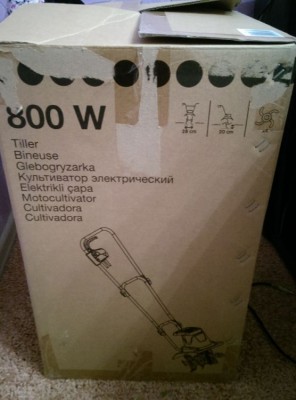 800 W
Tiller
Bineuse
Glebogryzarka
Культиватор электрический
Elektrikli çapa
Motocultivator
Cultivadora
Cultivadora